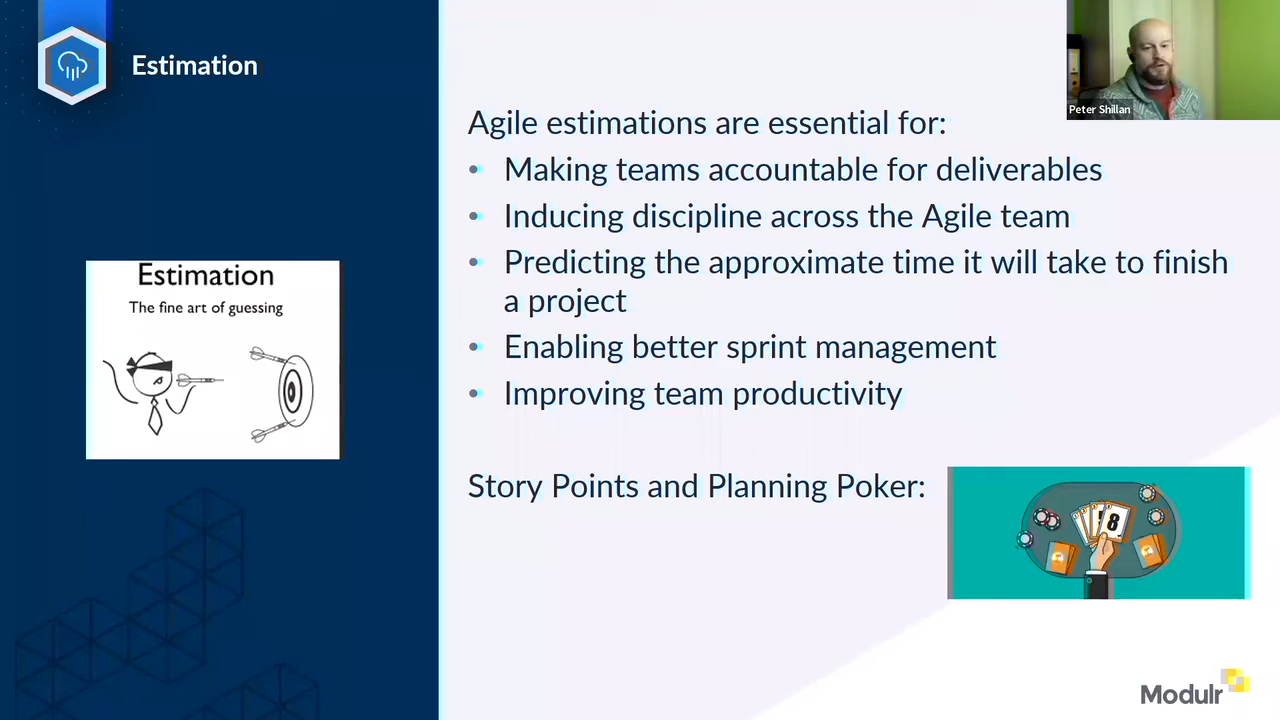 Estimation
Peter Shillan
Agile estimations are essential for:
• Making teams accountable for deliverables
• Inducing discipline across the Agile team
• Predicting the approximate time it will take to finish
a project
• Enabling better sprint management
• Improving team productivity
Estimation
The fine art of guessing
Story Points and Planning Poker:
8
Modulr